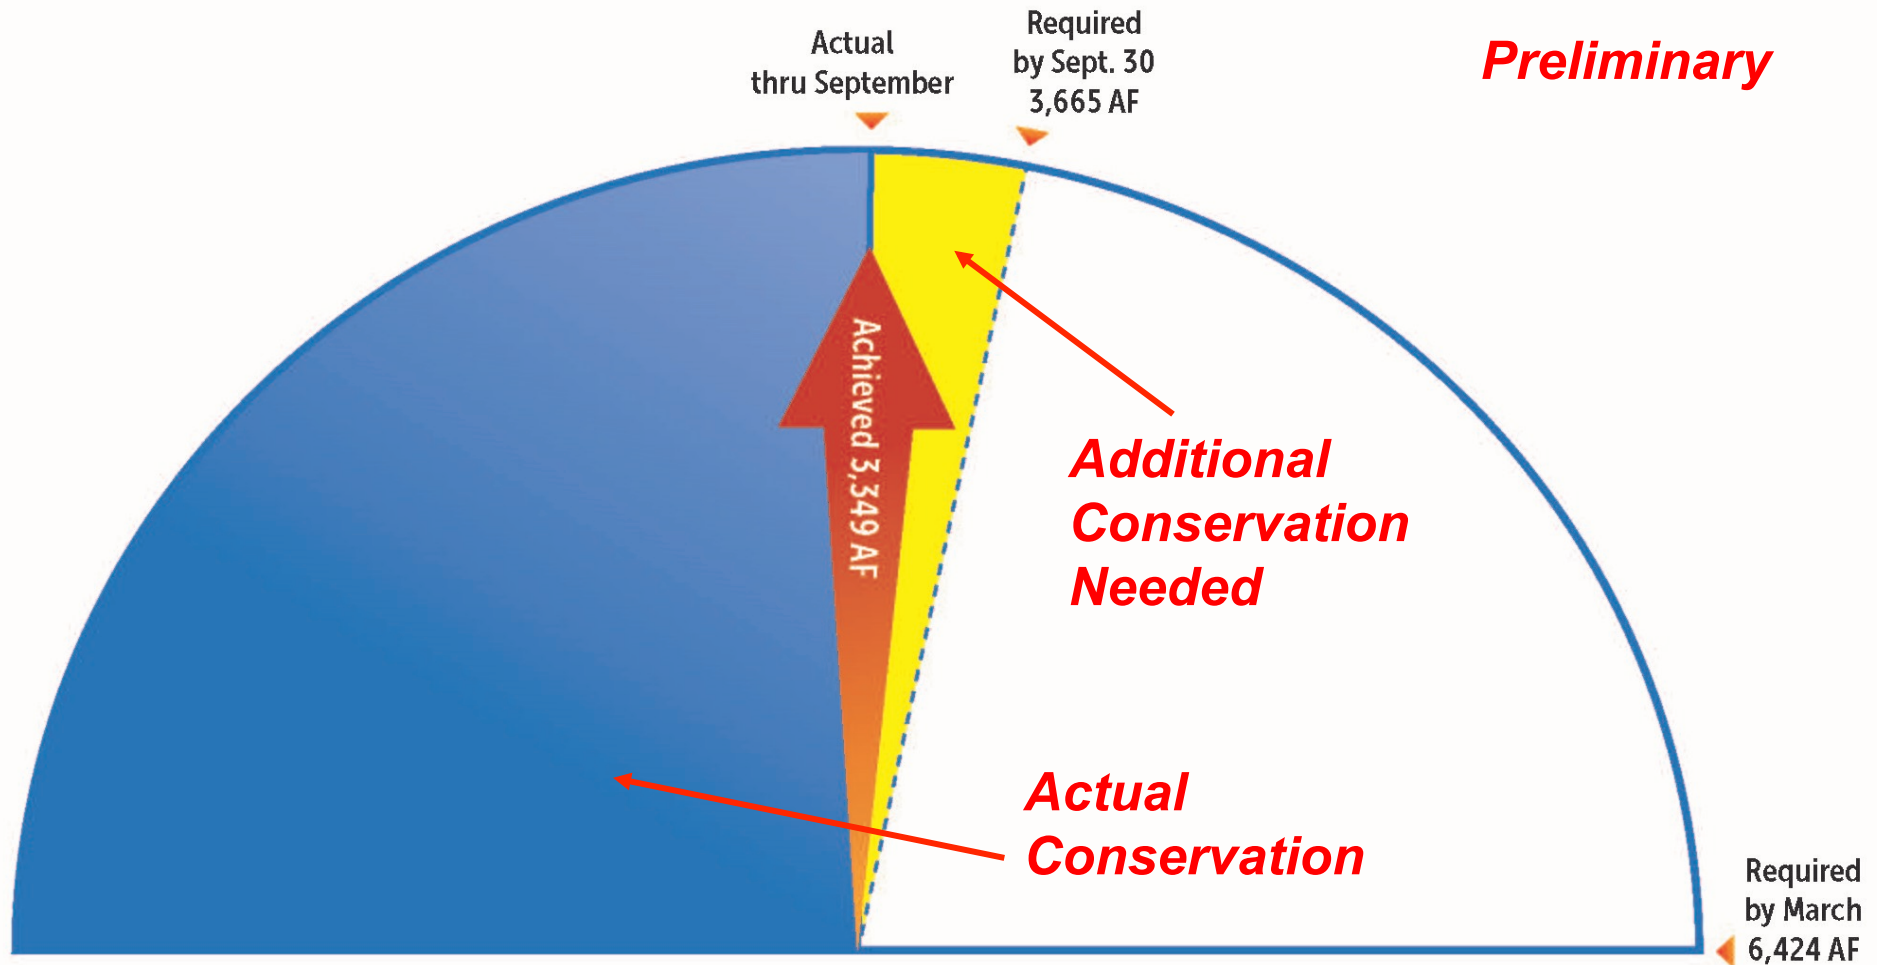 Actual
thru September
Required
by Sept. 30
3,665 AF
Preliminary
Achieved 3,349 AF
Additional
Conservation
Needed
Actual
Conservation
Required
by March
6,424 AF